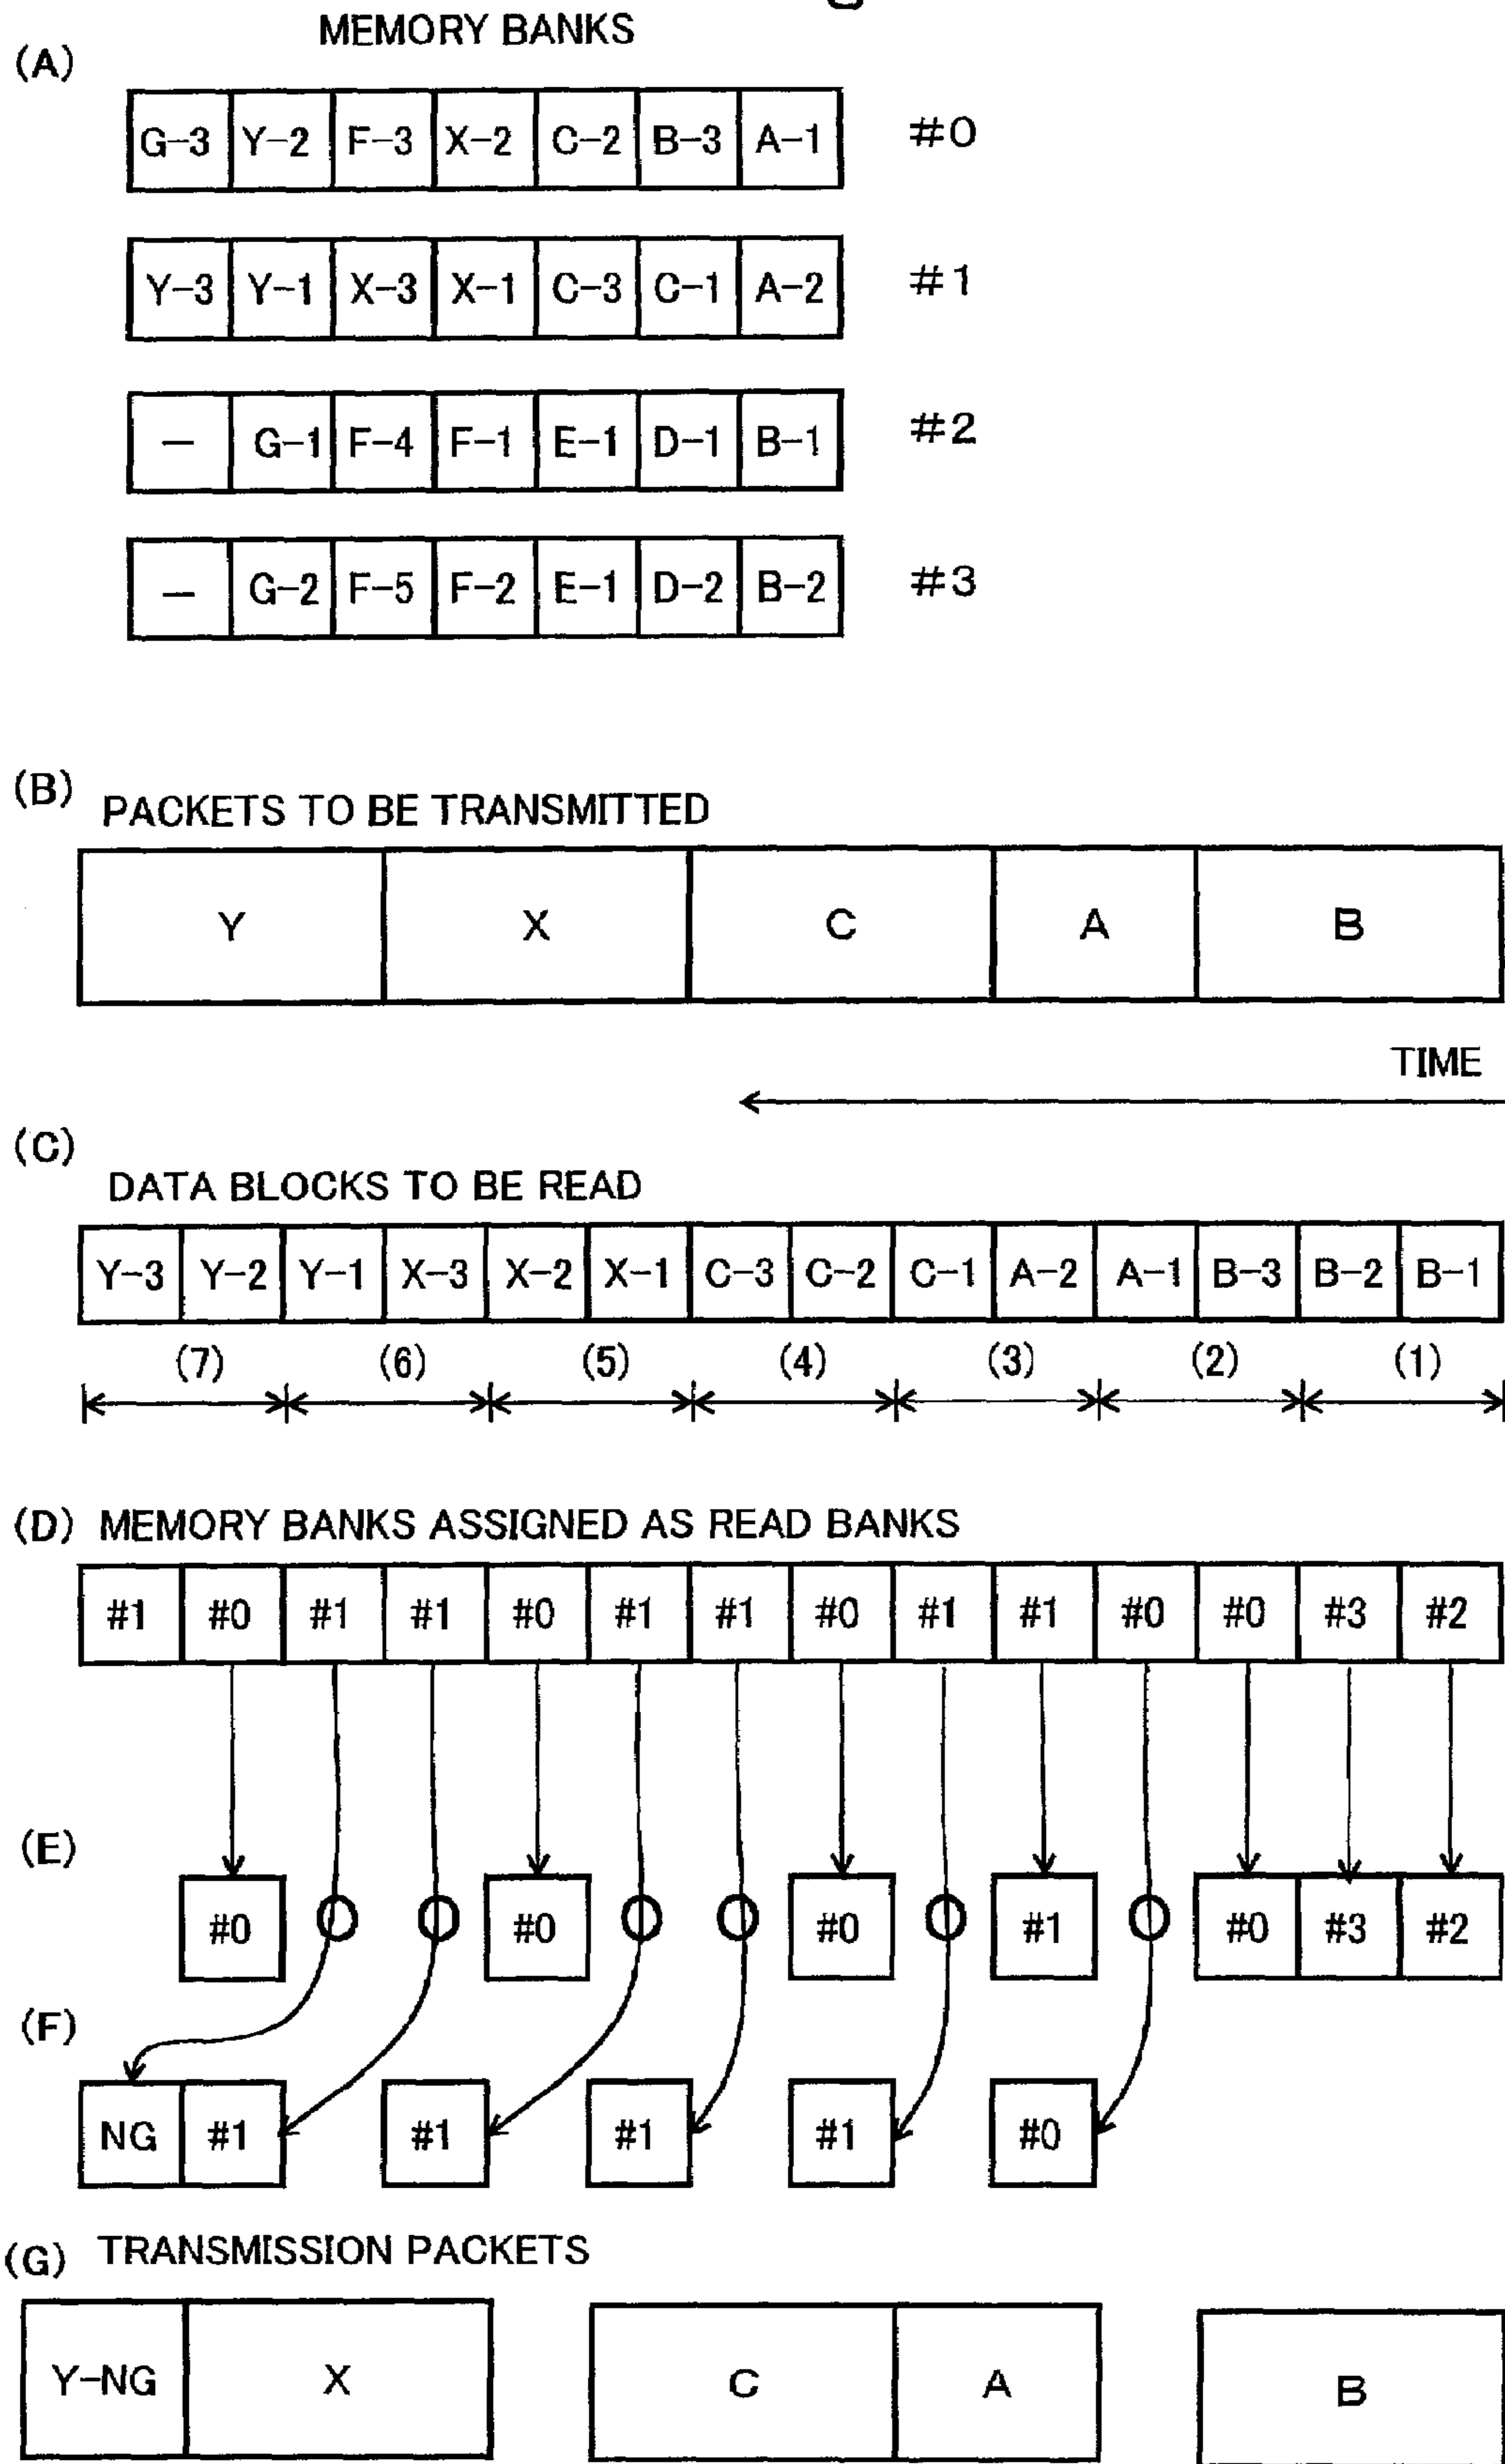 MEMORY BANKS
(A)
G-3 Y-2 F-3 X-2 C-2 B-3 A-1 #0
Y-3 Y-1 X-3 X-1 C-3 C-1 A-2 #1
— G-1 F-4 F-1 E-1 D-1 B-1 #2
— G-2 F-5 F-2 E-1 D-2 B-2 #3
(B) PACKETS TO BE TRANSMITTED
Y X C A B
TIME
(C)
DATA BLOCKS TO BE READ
Y-3 Y-2 Y-1 X-3 X-2 X-1 C-3 C-2 C-1 A-2 A-1 B-3 B-2 B-1
(7) (6) (5) (4) (3) (2) (1)
(D) MEMORY BANKS ASSIGNED AS READ BANKS
#1 #0 #1 #1 #0 #1 #1 #0 #1 #1 #0 #0 #3 #2
(E)
#0 #0 #0 #1 #0 #3 #2
(F)
NG #1 #1 #1 #1 #0
(G) TRANSMISSION PACKETS
Y-NG X C A B